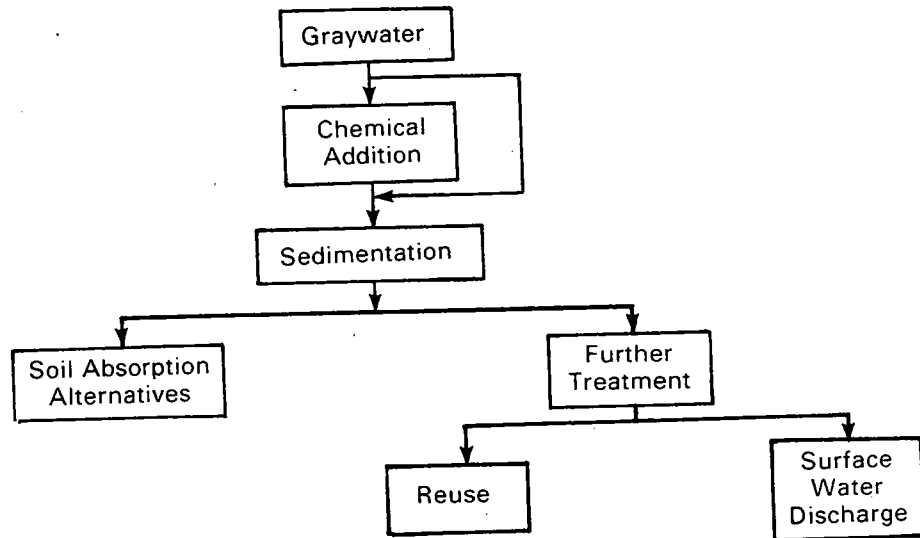 Graywater
Chemical
Addition
Sedimentation
Soil Absorption
Alternatives
Further
Treatment
Reuse
Surface
Water
Discharge